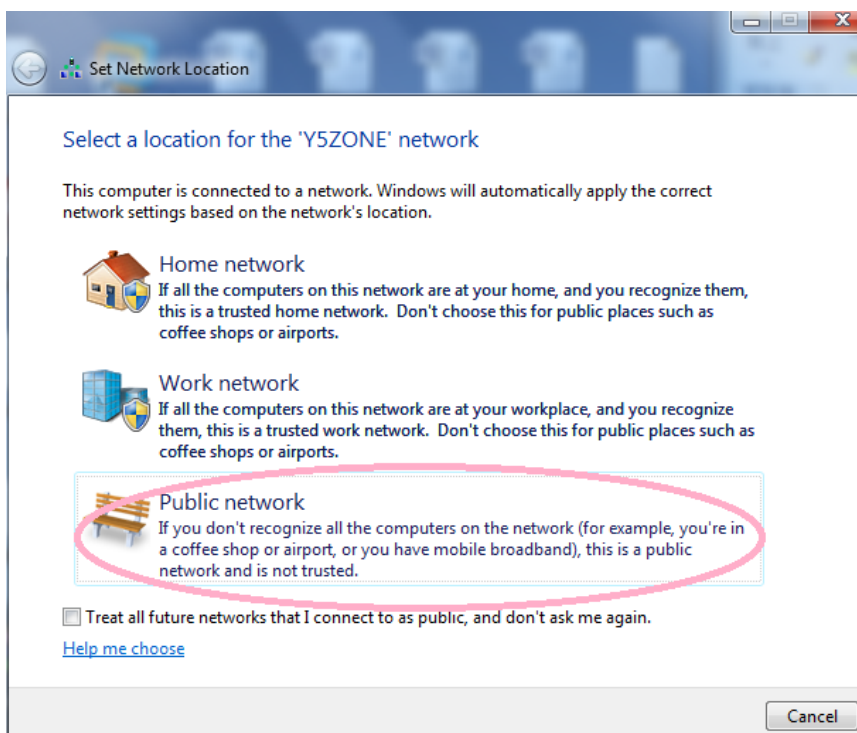 Set Network Location
Select a location for the 'Y5ZONE' network
This computer is connected to a network. Windows will automatically apply the correct
network settings based on the network's location.
Home network
If all the computers on this network are at your home, and you recognize them,
this is a trusted home network.  Don't choose this for public places such as
coffee shops or airports.
Work network
If all the computers on this network are at your workplace, and you recognize
them, this is a trusted work network.  Don't choose this for public places such as
coffee shops or airports.
Public network
If you don't recognize all the computers on the network (for example, you're in
a coffee shop or airport, or you have mobile broadband), this is a public
network and is not trusted.
Treat all future networks that I connect to as public, and don't ask me again.
Help me choose
Cancel